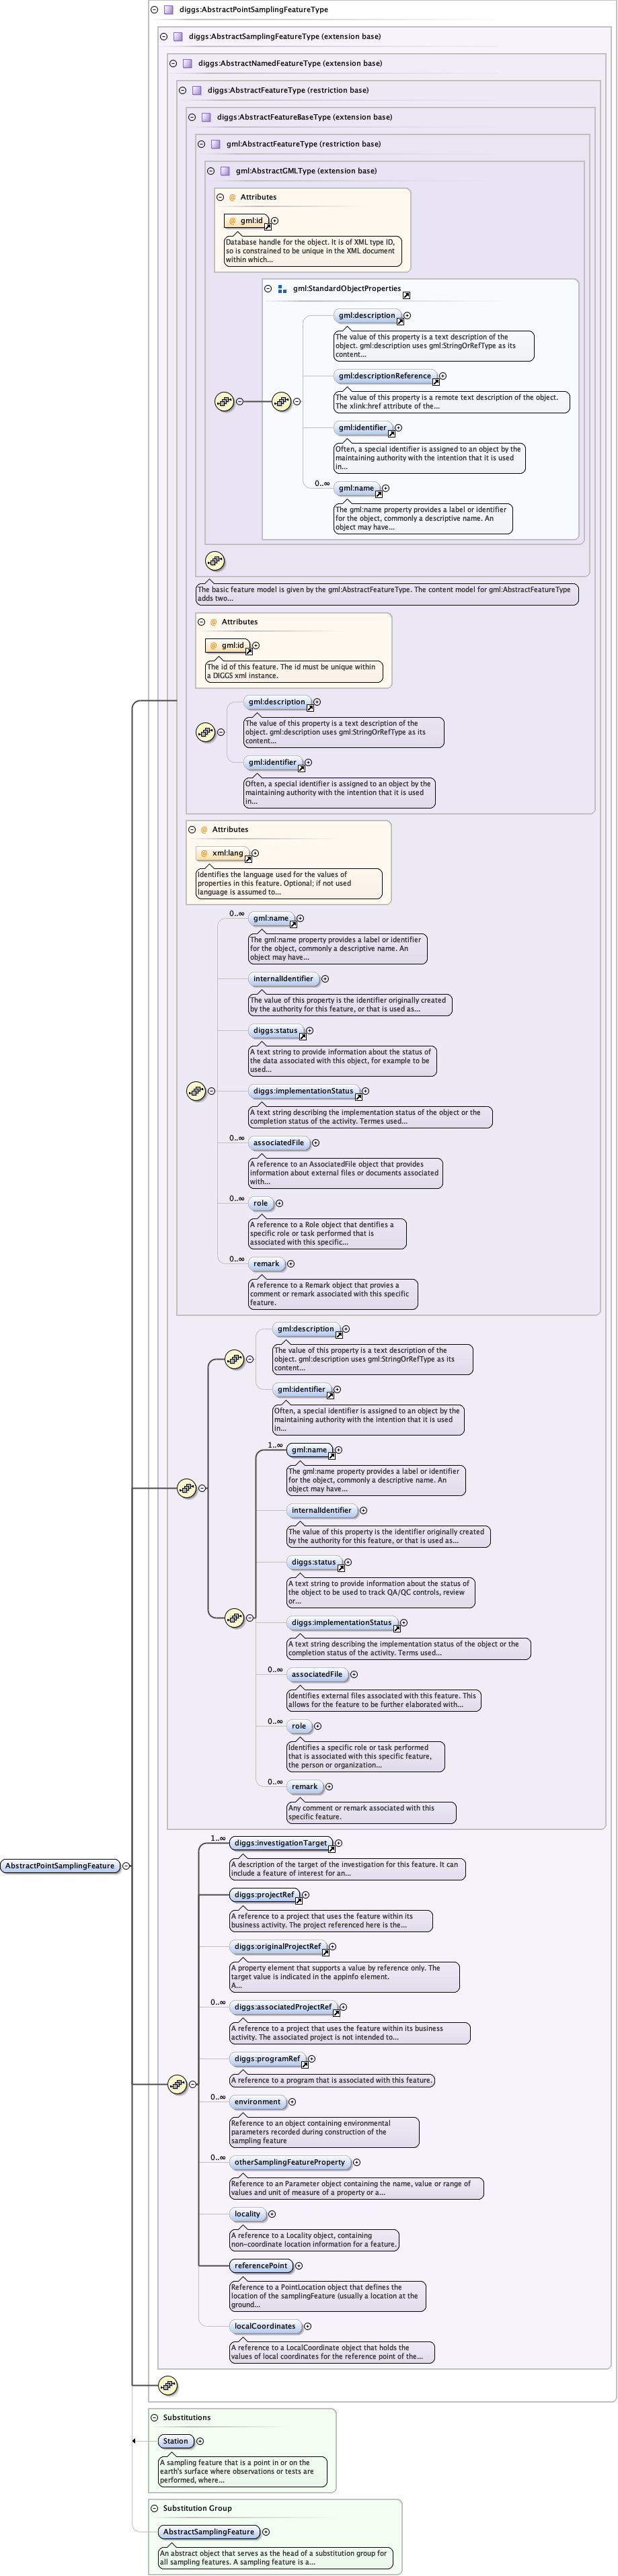 diggs:AbstractPointSamplingFeatureType
diggs:AbstractSamplingFeatureType (extension base)
diggs:AbstractNamedFeatureType (extension base)
diggs:AbstractFeatureType (restriction base)
diggs:AbstractFeatureBaseType (extension base)
gml:AbstractFeatureType (restriction base)
gml:AbstractGMLType (extension base)
@ Attributes
@ gml:id
Database handle for the object. It is of XML type ID,
so is constrained to be unique in the XML document
within which...
gml:StandardObjectProperties
gml:description
The value of this property is a text description of the
object. gml:description uses gml:StringOrRefType as its
content...
gml:descriptionReference
The value of this property is a remote text description of the object.
The xlink:href attribute of the...
gml:identifier
Often, a special identifier is assigned to an object by the
maintaining authority with the intention that it is used
in...
0..∞
gml:name
The gml:name property provides a label or identifier
for the object, commonly a descriptive name. An
object may have...
The basic feature model is given by the gml:AbstractFeatureType. The content model for gml:AbstractFeatureType
adds two...
@ Attributes
@ gml:id
The id of this feature. The id must be unique within
a DIGGS xml instance.
gml:description
The value of this property is a text description of the
object. gml:description uses gml:StringOrRefType as its
content...
gml:identifier
Often, a special identifier is assigned to an object by the
maintaining authority with the intention that it is used
in...
@ Attributes
@ xml:lang
Identifies the language used for the values of
properties in this feature. Optional; if not used
language is assumed to...
0..∞
gml:name
The gml:name property provides a label or identifier
for the object, commonly a descriptive name. An
object may have...
internalIdentifier
The value of this property is the identifier originally created
by the authority for this feature, or that is used as...
diggs:status
A text string to provide information about the status of
the data associated with this object, for example to be
used...
diggs:implementationStatus
A text string describing the implementation status of the object or the
completion status of the activity. Termes used...
0..∞
associatedFile
A reference to an AssociatedFile object that provides
information about external files or documents associated
with...
0..∞
role
A reference to a Role object that dentifies a
specific role or task performed that is
associated with this specific...
0..∞
remark
A reference to a Remark object that provies a
comment or remark associated with this specific
feature.
gml:description
The value of this property is a text description of the
object. gml:description uses gml:StringOrRefType as its
content...
gml:identifier
Often, a special identifier is assigned to an object by the
maintaining authority with the intention that it is used
in...
1..∞
gml:name
The gml:name property provides a label or identifier
for the object, commonly a descriptive name. An
object may have...
internalIdentifier
The value of this property is the identifier originally created
by the authority for this feature, or that is used as...
diggs:status
A text string to provide information about the status
of the object to be used to track QA/QC controls, review
or...
diggs:implementationStatus
A text string describing the implementation status of the object or the
completion status of the activity. Terms used...
0..∞
associatedFile
Identifies external files associated with this feature. This
allows for the feature to be further elaborated with...
0..∞
role
Identifies a specific role or task performed
that is associated with this specific feature,
the person or organization...
0..∞
remark
Any comment or remark associated with this
specific feature.
AbstractPointSamplingFeature
1..∞
diggs:investigationTarget
A description of the target of the investigation for this feature. It can
include a feature of interest for an...
diggs:projectRef
A reference to a project that uses the feature within its
business activity. The project referenced here is the...
diggs:originalProjectRef
A property element that supports a value by reference only. The
target value is indicated in the appinfo element.
A...
0..∞
diggs:associatedProjectRef
A reference to a project that uses the feature within its business
activity. The associated project is not intended to...
diggs:programRef
A reference to a program that is associated with this feature.
0..∞
environment
Reference to an object containing environmental
parameters recorded during construction of the
sampling feature
0..∞
otherSamplingFeatureProperty
Reference to an Parameter object containing the name, value or range of
values and unit of measure of a property or a...
locality
A reference to a Locality object, containing
non-coordinate location information for a feature.
referencePoint
Reference to a PointLocation object that defines the
location of the samplingFeature (usually a location at the
ground...
localCoordinates
A reference to a LocalCoordinate object that holds the
values of local coordinates for the reference point of the...
Substitutions
Station
A sampling feature that is a point in or on the
earth's surface where observations or tests are
performed, where...
Substitution Group
AbstractSamplingFeature
An abstract object that serves as the head of a substitution group for
all sampling features. A sampling feature is a...